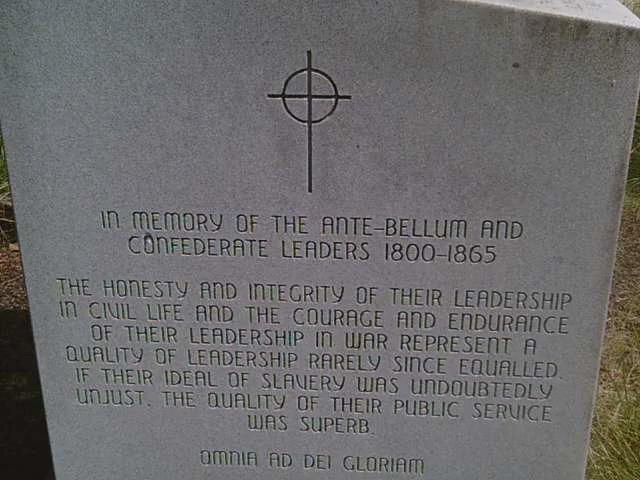 IN MEMORY OF THE ANTE-BELLUM AND
CONFEDERATE LEADERS 1800-1865
THE HONESTY AND INTEGRITY OF THEIR LEADERSHIP
IN CIVIL LIFE AND THE COURAGE AND ENDURANCE
OF THEIR LEADERSHIP IN WAR REPRESENT A
QUALITY OF LEADERSHIP RARELY SINCE EQUALLED.
IF THEIR IDEAL OF SLAVERY WAS UNDOUBTEDLY
UNJUST, THE QUALITY OF THEIR PUBLIC SERVICE
WAS SUPERB.
OMNIA AD DEI GLORIAM